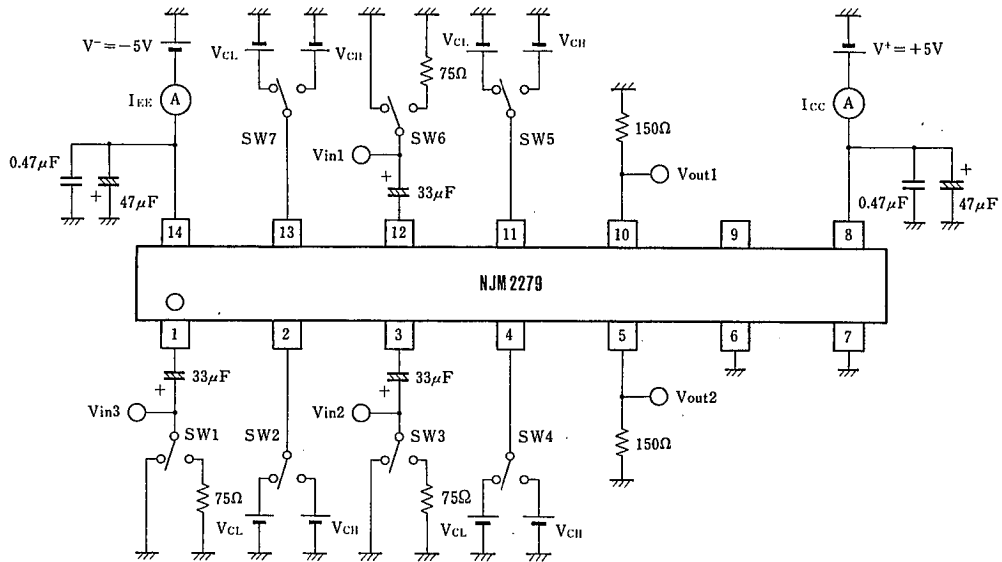 V⁻=−5V
VCL
VCH
75Ω
VCL
VCH
V⁺=+5V
IEE
A
SW7
SW6
SW5
150Ω
ICC
A
0.47μF
+
47μF
Vin1
+
33μF
Vout1
0.47μF
+
47μF
14
13
12
11
10
9
8
NJM2279
1
2
3
4
5
6
7
33μF
+
33μF
+
Vin3
Vin2
Vout2
SW1
SW2
SW3
SW4
150Ω
75Ω
75Ω
VCL
VCH
VCL
VCH